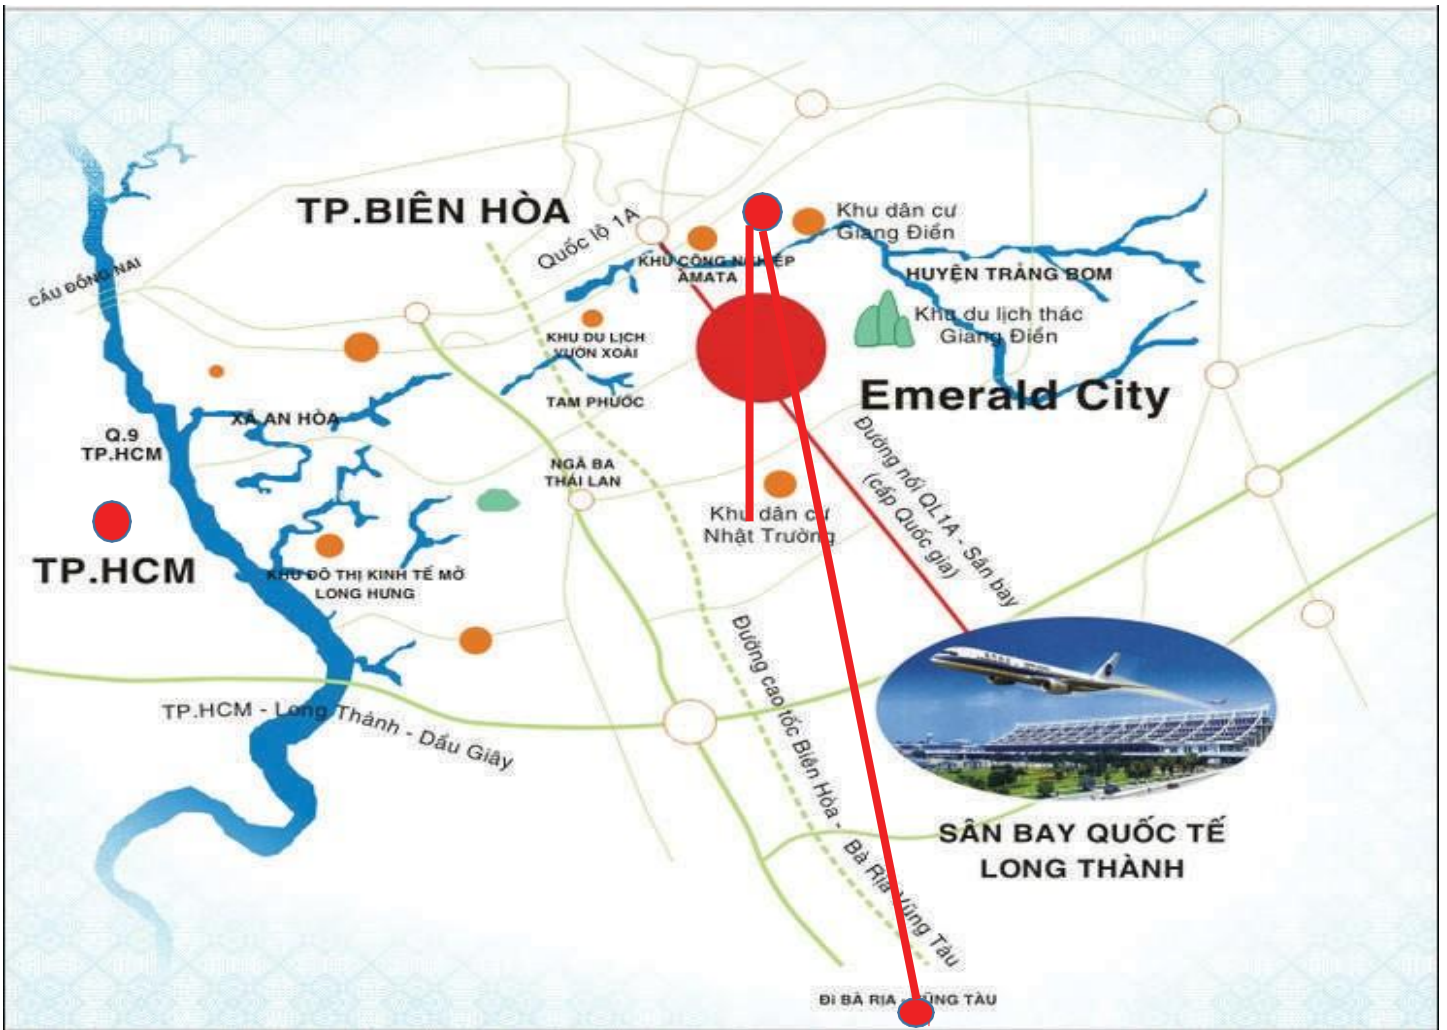 TP.BIÊN HÒA
Quốc lộ 1A
Khu dân cư
Giang Điền
CẦU ĐỒNG NAI
KHU CÔNG NGHIỆP
AMATA
HUYỆN TRẢNG BOM
Khu du lịch thác
Giang Điền
KHU DU LỊCH
VƯỜN XOÀI
TAM PHƯỚC
Emerald City
XÃ AN HÒA
Q.9
TP.HCM
NGÃ BA
THÁI LAN
Đường nối QL1A - Sân bay
(cấp Quốc gia)
Khu dân cư
Nhật Trường
TP.HCM
KHU ĐÔ THỊ KINH TẾ MỞ
LONG HƯNG
Đường cao tốc Biên Hòa - Bà Rịa Vũng Tàu
TP.HCM - Long Thành - Dầu Giây
SÂN BAY QUỐC TẾ
LONG THÀNH
ĐI BÀ RỊA - VŨNG TÀU